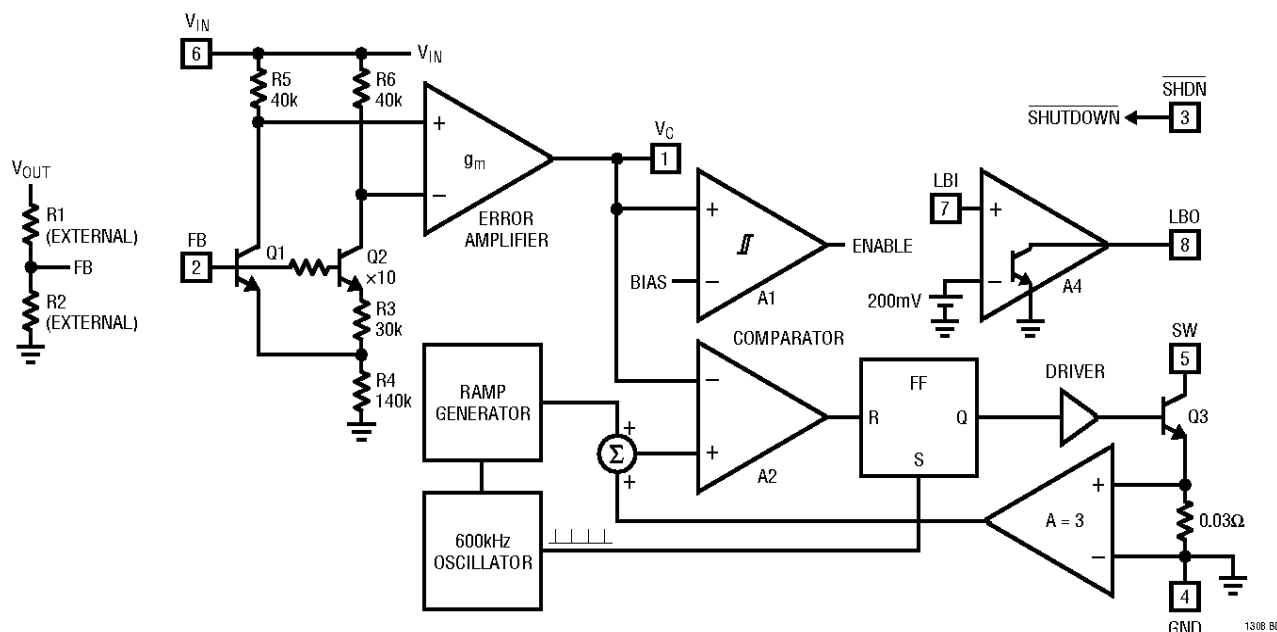 VIN
6
VIN
R5
40k
R6
40k
+
gm
−
ERROR
AMPLIFIER
VC
1
SHDN
SHUTDOWN
3
VOUT
R1
(EXTERNAL)
FB
R2
(EXTERNAL)
FB
2
Q1
Q2
×10
R3
30k
R4
140k
+
ENABLE
BIAS
−
A1
LBI
7
+
LBO
8
−
200mV
A4
COMPARATOR
−
+
A2
RAMP
GENERATOR
+
Σ
+
600kHz
OSCILLATOR
FF
R
Q
S
DRIVER
SW
5
Q3
+
A = 3
−
0.03Ω
4
GND